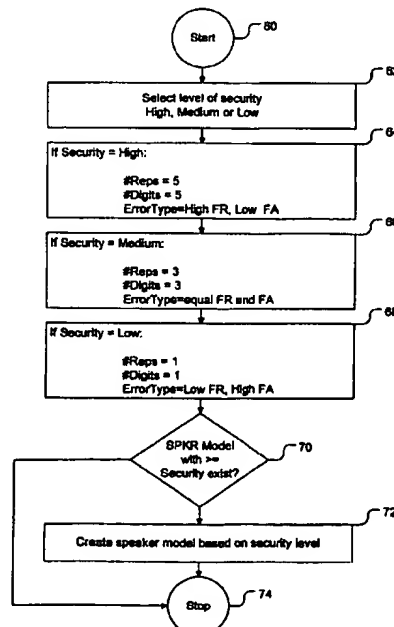 Start
60
Select level of security
High, Medium or Low
If Security = High:
#Reps = 5
#Digits = 5
ErrorType=High FR, Low FA
If Security = Medium:
#Reps = 3
#Digits = 3
ErrorType=equal FR and FA
If Security = Low:
#Reps = 1
#Digits = 1
ErrorType=Low FR, High FA
SPKR Model
with >=
Security exist?
70
72
Create speaker model based on security level
Stop
74